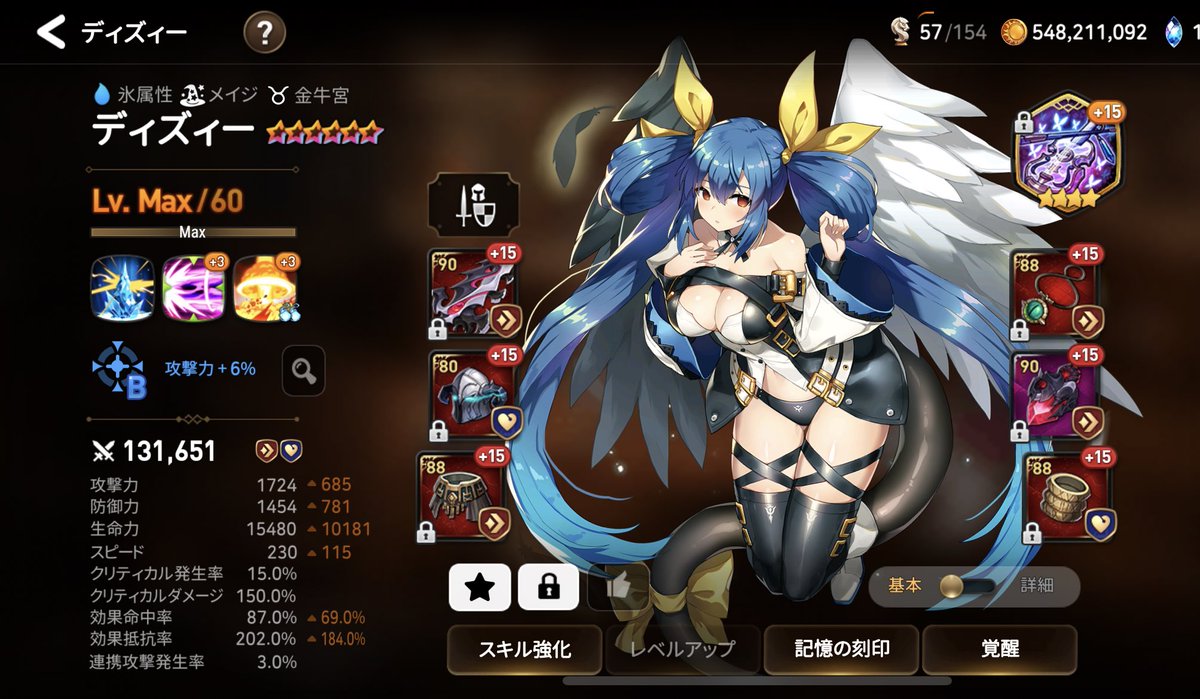 ディズィー
?
57/154
548,211,092
1
氷属性 メイジ 金牛宮
ディズィー
Lv. Max/60
Max
+3
+3
B
攻撃力+6%
131,651
攻撃力 1724 685
防御力 1454 781
生命力 15480 10181
スピード 230 115
クリティカル発生率 15.0%
クリティカルダメージ 150.0%
効果命中率 87.0% 69.0%
効果抵抗率 202.0% 184.0%
連携攻撃発生率 3.0%
90 +15
80 +15
88 +15
+15
88 +15
90 +15
88 +15
基本 詳細
スキル強化
レベルアップ
記憶の刻印
覚醒